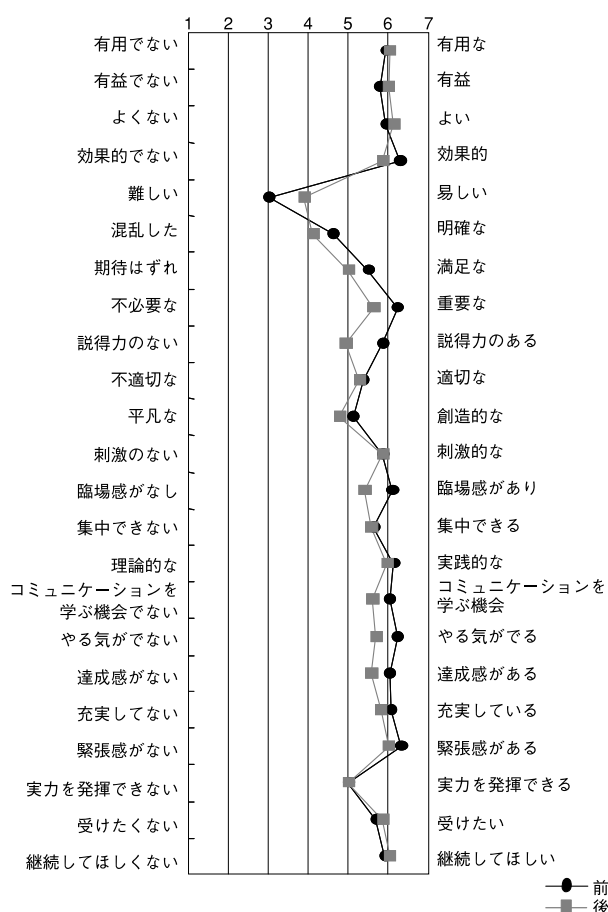 1 2 3 4 5 6 7
有用でない 有用な
有益でない 有益
よくない よい
効果的でない 効果的
難しい 易しい
混乱した 明確な
期待はずれ 満足な
不必要な 重要な
説得力のない 説得力のある
不適切な 適切な
平凡な 創造的な
刺激のない 刺激的な
臨場感がなし 臨場感があり
集中できない 集中できる
理論的な 実践的な
コミュニケーションを コミュニケーションを
学ぶ機会でない 学ぶ機会
やる気がでない やる気がでる
達成感がない 達成感がある
充実してない 充実している
緊張感がない 緊張感がある
実力を発揮できない 実力を発揮できる
受けたくない 受けたい
継続してほしくない 継続してほしい
前
後